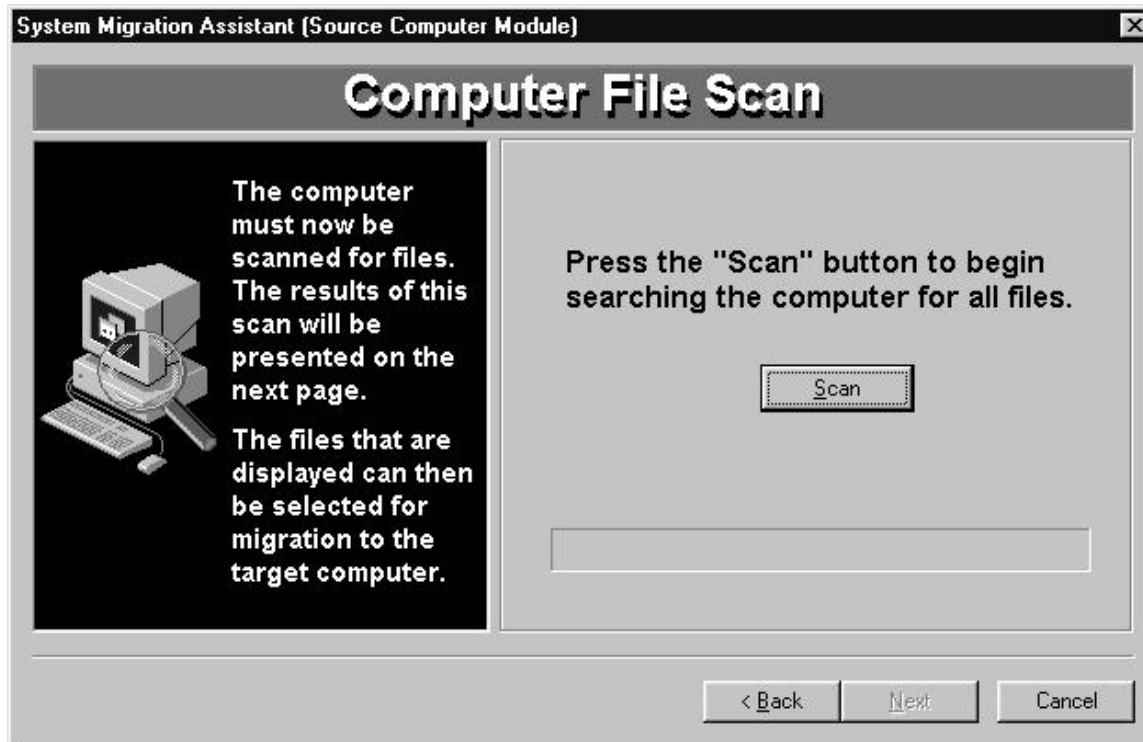 System Migration Assistant (Source Computer Module)
Computer File Scan
The computer
must now be
scanned for files.
The results of this
scan will be
presented on the
next page.
The files that are
displayed can then
be selected for
migration to the
target computer.
Press the "Scan" button to begin
searching the computer for all files.
Scan
< Back Next Cancel